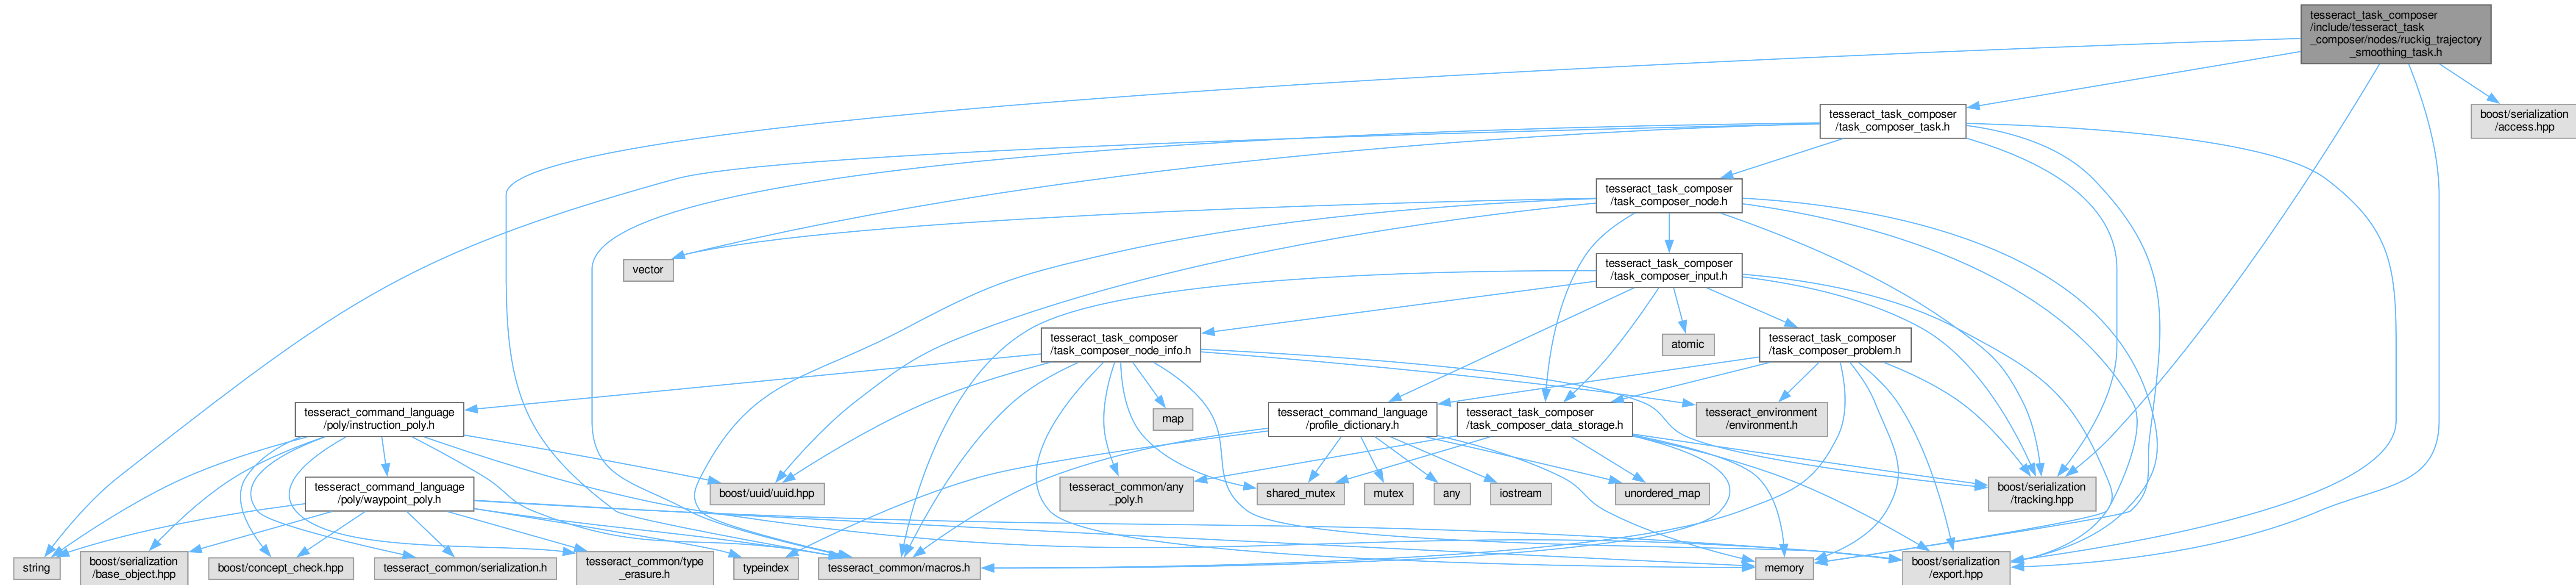 tesseract_task_composer
/include/tesseract_task
_composer/nodes/ruckig_trajectory
_smoothing_task.h
tesseract_task_composer
/task_composer_task.h
boost/serialization
/access.hpp
tesseract_task_composer
/task_composer_node.h
vector
tesseract_task_composer
/task_composer_input.h
tesseract_task_composer
/task_composer_node_info.h
atomic
tesseract_task_composer
/task_composer_problem.h
tesseract_command_language
/poly/instruction_poly.h
map
tesseract_command_language
/profile_dictionary.h
tesseract_task_composer
/task_composer_data_storage.h
tesseract_environment
/environment.h
tesseract_command_language
/poly/waypoint_poly.h
boost/uuid/uuid.hpp
tesseract_common/any
_poly.h
shared_mutex
mutex
any
iostream
unordered_map
boost/serialization
/tracking.hpp
string
boost/serialization
/base_object.hpp
boost/concept_check.hpp
tesseract_common/serialization.h
tesseract_common/type
_erasure.h
typeindex
tesseract_common/macros.h
memory
boost/serialization
/export.hpp